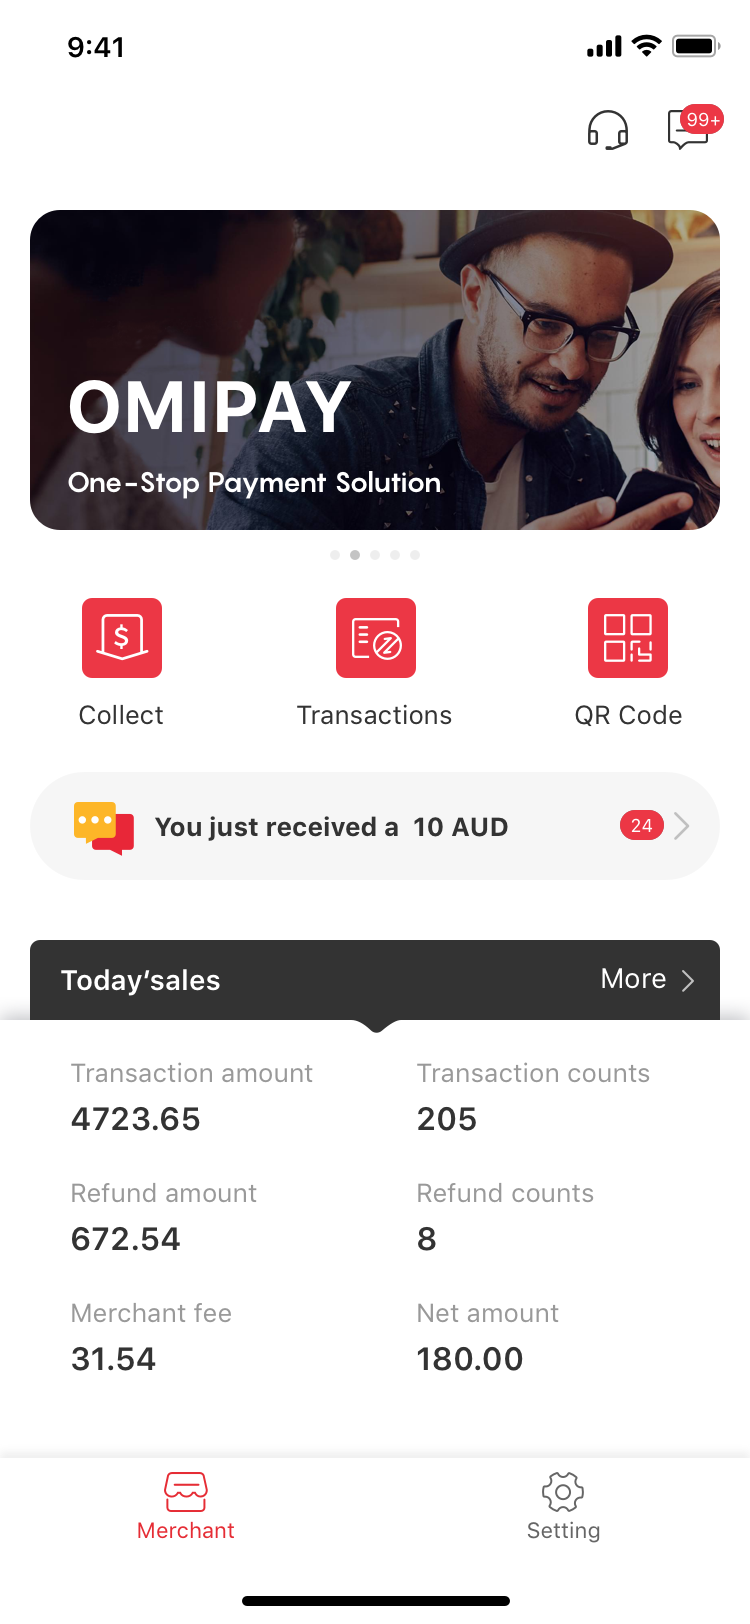 9:41
99+
OMIPAY
One-Stop Payment Solution
$
Collect
Transactions
QR Code
You just received a 10 AUD
24
Today‘sales
More
Transaction amount
Transaction counts
4723.65
205
Refund amount
Refund counts
672.54
8
Merchant fee
Net amount
31.54
180.00
Merchant
Setting